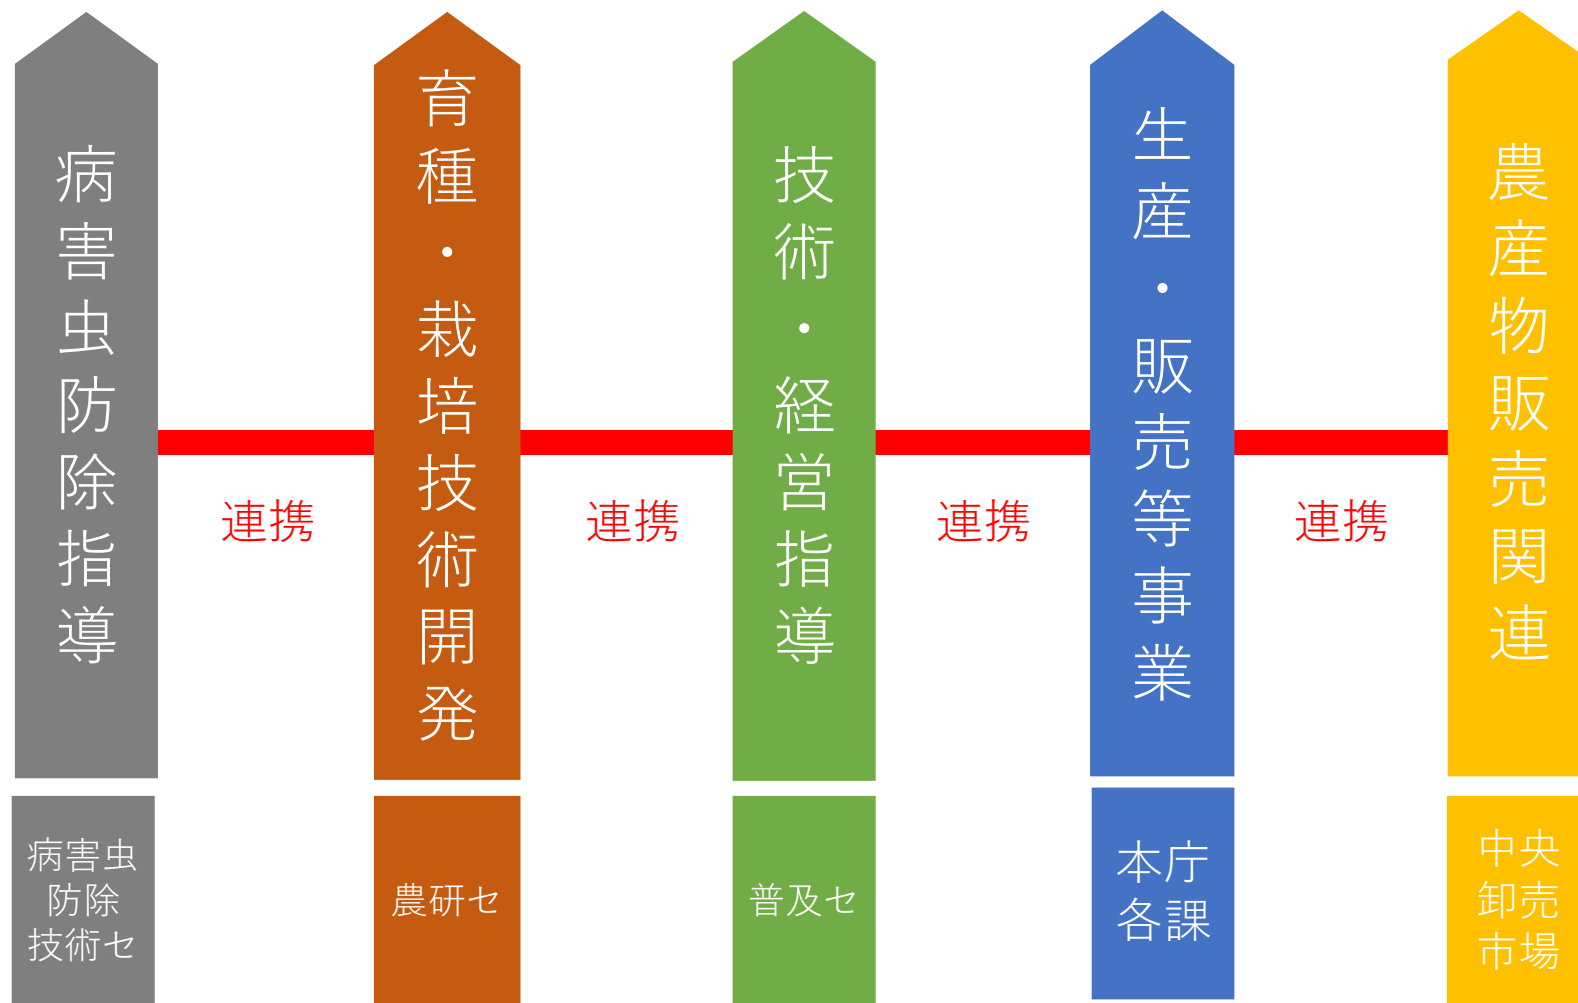 病害虫防除指導
育種・栽培技術開発
技術・経営指導
生産・販売等事業
農産物販売関連
連携
連携
連携
連携
病害虫
防除
技術セ
農研セ
普及セ
本庁
各課
中央
卸売
市場